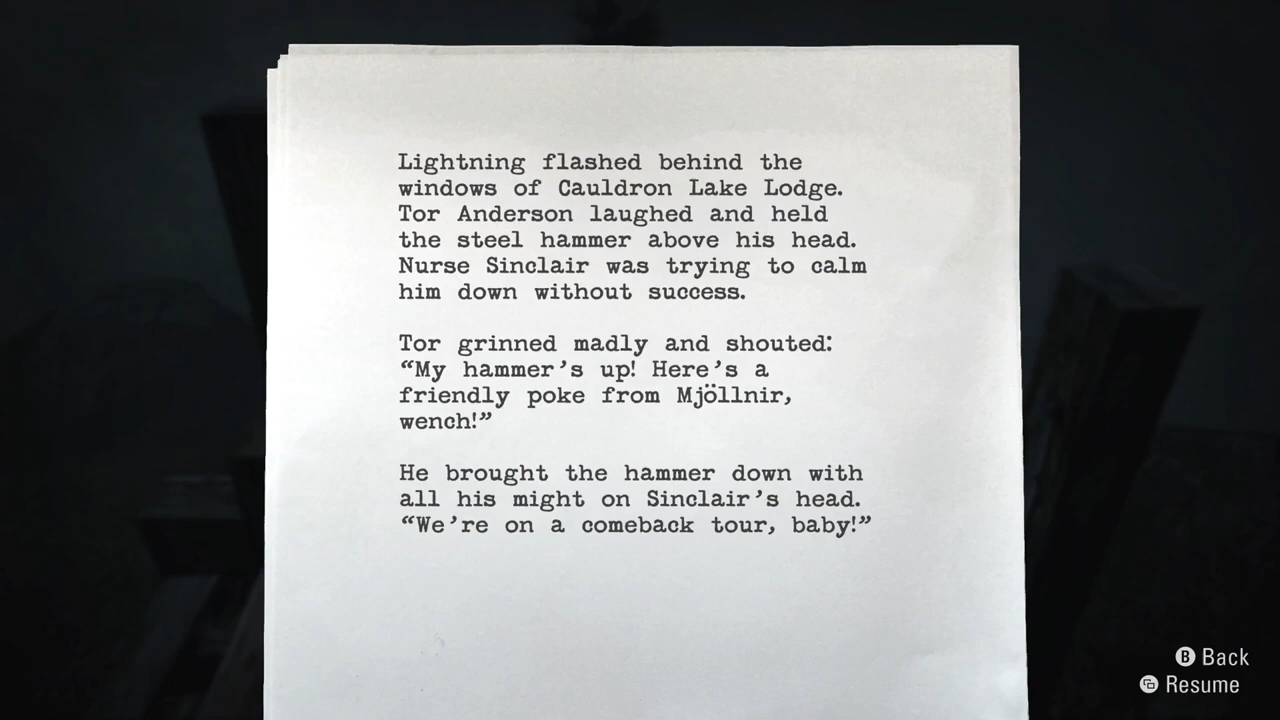 Lightning flashed behind the
windows of Cauldron Lake Lodge.
Tor Anderson laughed and held
the steel hammer above his head.
Nurse Sinclair was trying to calm
him down without success.
Tor grinned madly and shouted:
“My hammer’s up! Here’s a
friendly poke from Mjöllnir,
wench!”
He brought the hammer down with
all his might on Sinclair’s head.
“We’re on a comeback tour, baby!”
B Back
Resume